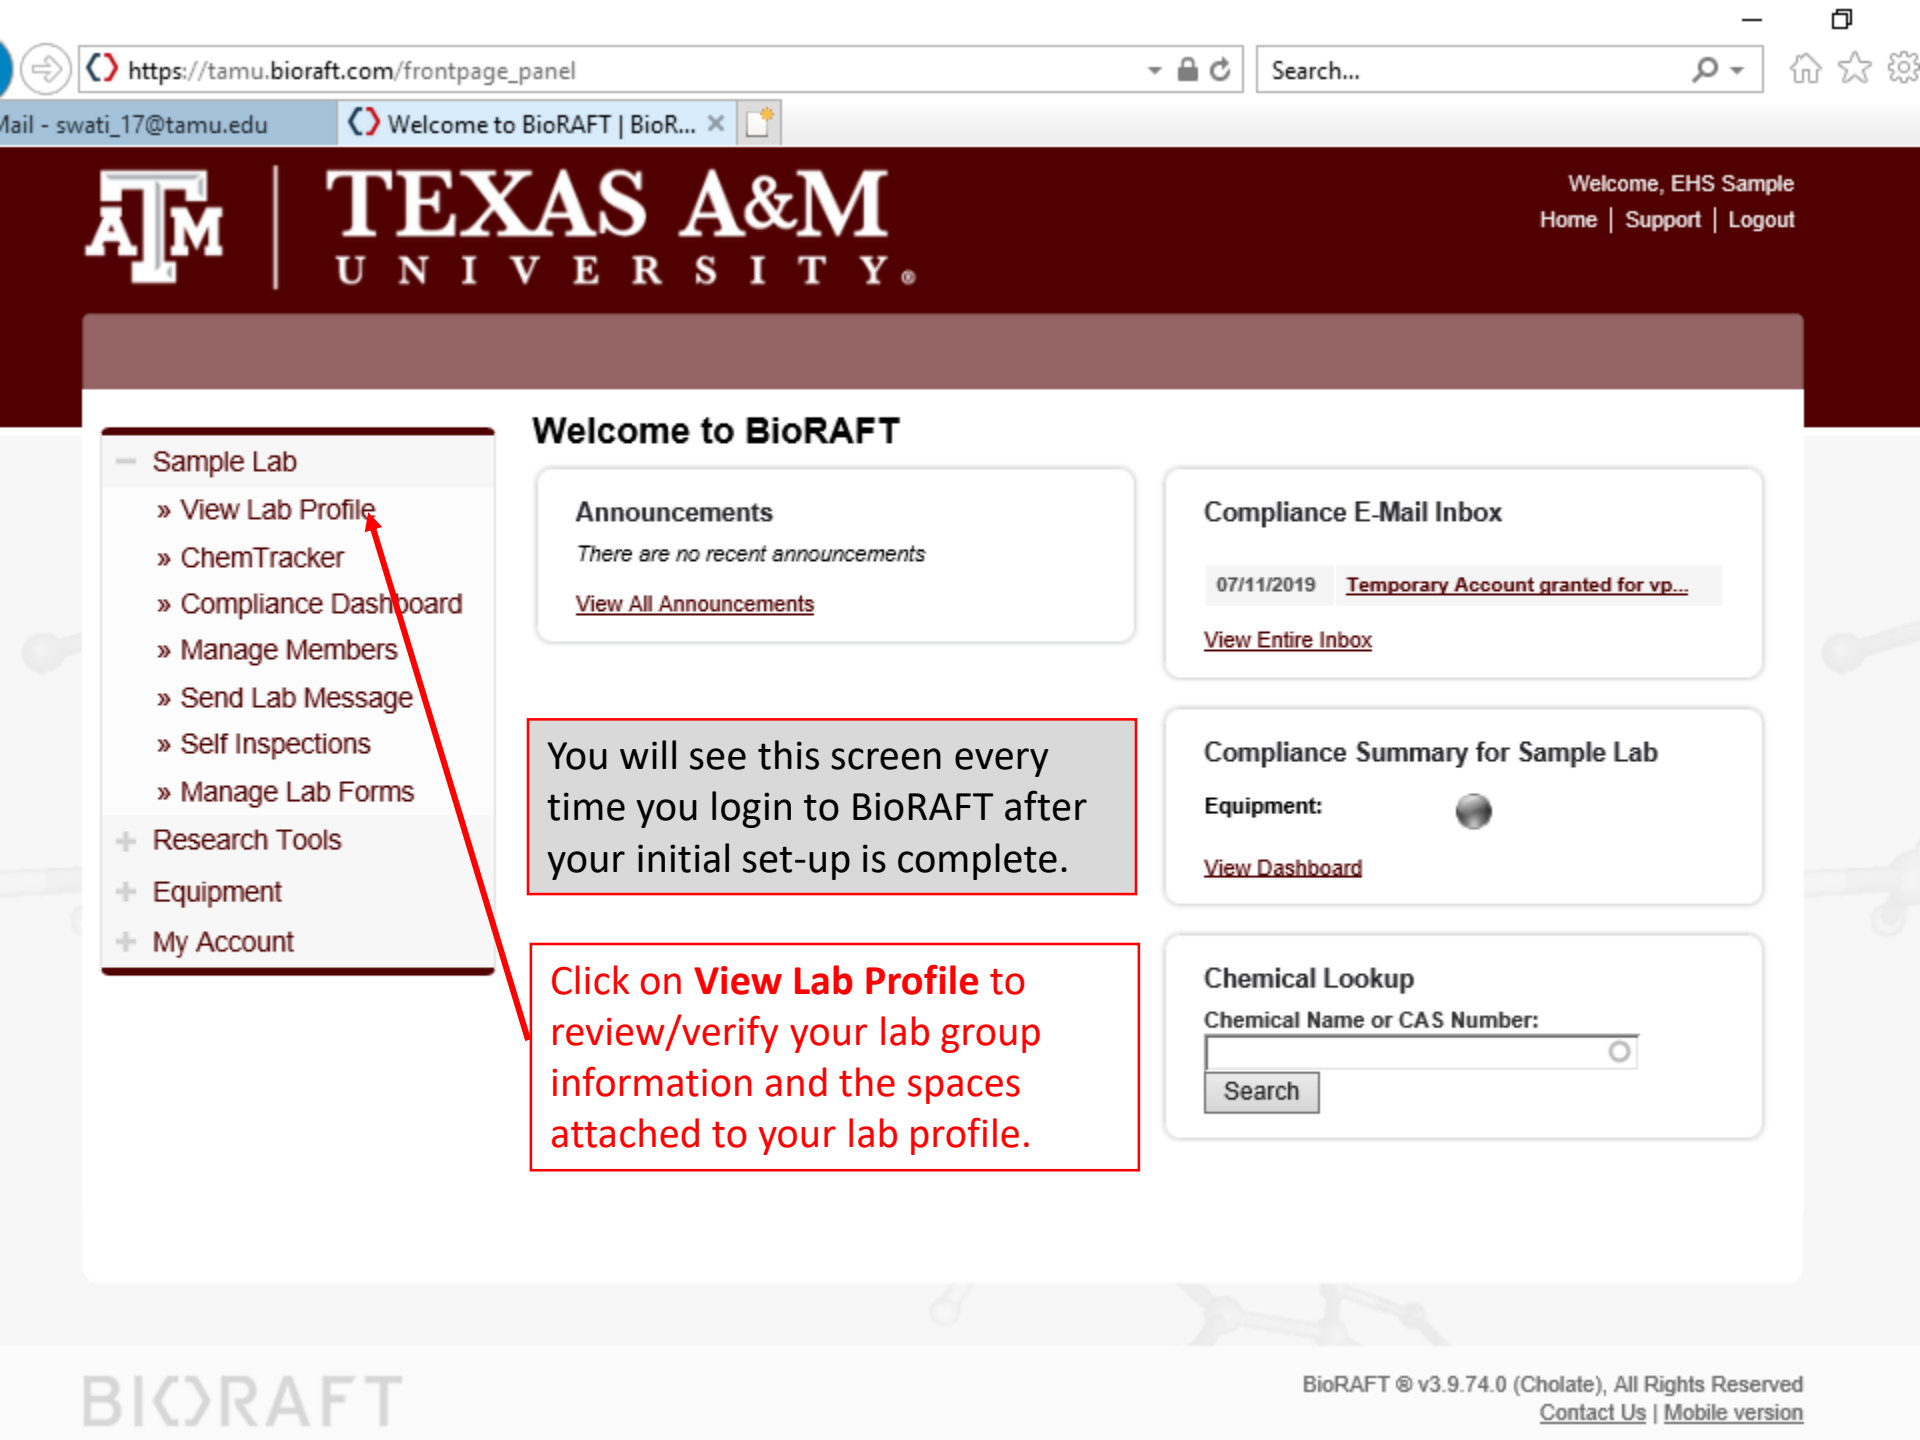 https://tamu.bioraft.com/frontpage_panel
Search...
Mail - swati_17@tamu.edu
Welcome to BioRAFT | BioR...
ATM
TEXAS A&M
UNIVERSITY®
Welcome, EHS Sample
Home | Support | Logout
Sample Lab
» View Lab Profile
» ChemTracker
» Compliance Dashboard
» Manage Members
» Send Lab Message
» Self Inspections
» Manage Lab Forms
Research Tools
Equipment
My Account
Welcome to BioRAFT
Announcements
There are no recent announcements
View All Announcements
You will see this screen every
time you login to BioRAFT after
your initial set-up is complete.
Click on View Lab Profile to
review/verify your lab group
information and the spaces
attached to your lab profile.
Compliance E-Mail Inbox
07/11/2019 Temporary Account granted for vp...
View Entire Inbox
Compliance Summary for Sample Lab
Equipment:
View Dashboard
Chemical Lookup
Chemical Name or CAS Number:
Search
BIORAFT
BioRAFT ® v3.9.74.0 (Cholate), All Rights Reserved
Contact Us | Mobile version